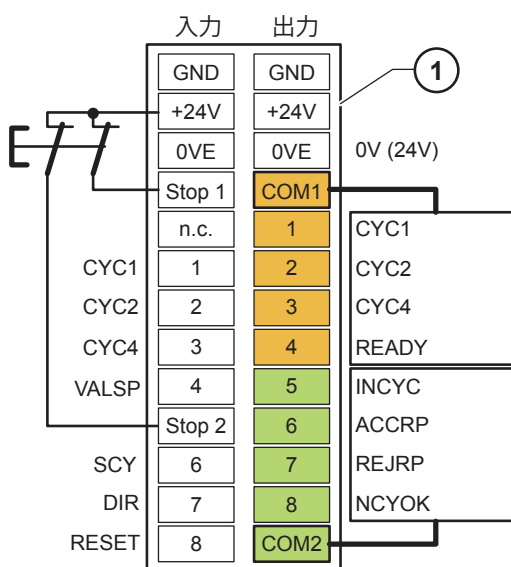 入力 出力
GND GND
1
+24V +24V
0VE 0VE 0V (24V)
Stop 1 COM1
n.c. 1 CYC1
CYC1 1 2 CYC2
CYC2 2 3 CYC4
CYC4 3 4 READY
VALSP 4 5 INCYC
Stop 2 6 ACCRP
SCY 6 7 REJRP
DIR 7 8 NCYOK
RESET 8 COM2